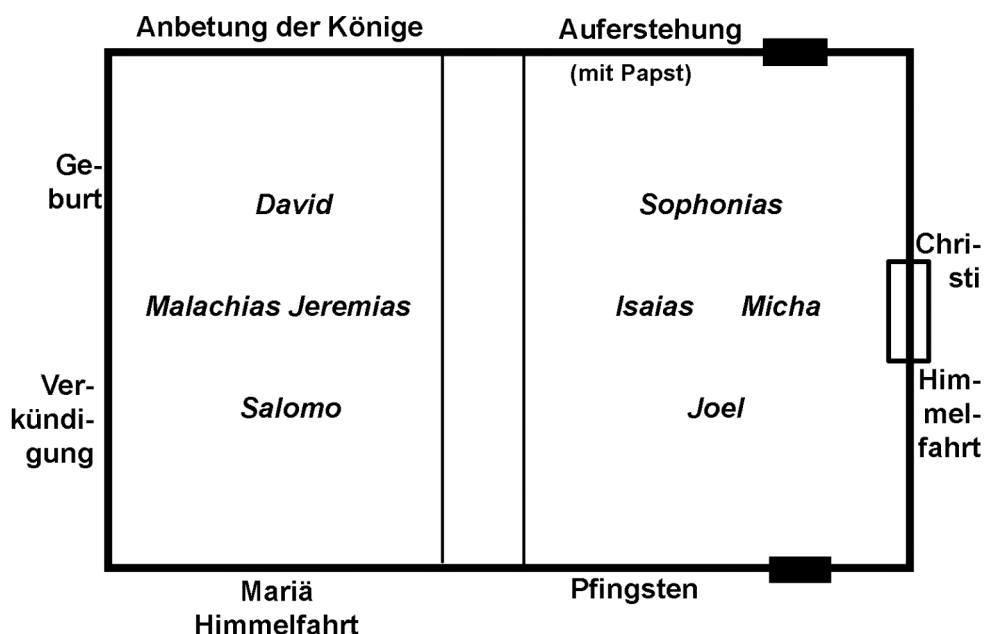 Anbetung der Könige
Auferstehung
(mit Papst)
Ge-
burt
David
Sophonias
Chri-
sti
Malachias Jeremias
Isaias Micha
Ver-
kündi-
gung
Salomo
Joel
Him-
mel-
fahrt
Mariä
Himmelfahrt
Pfingsten